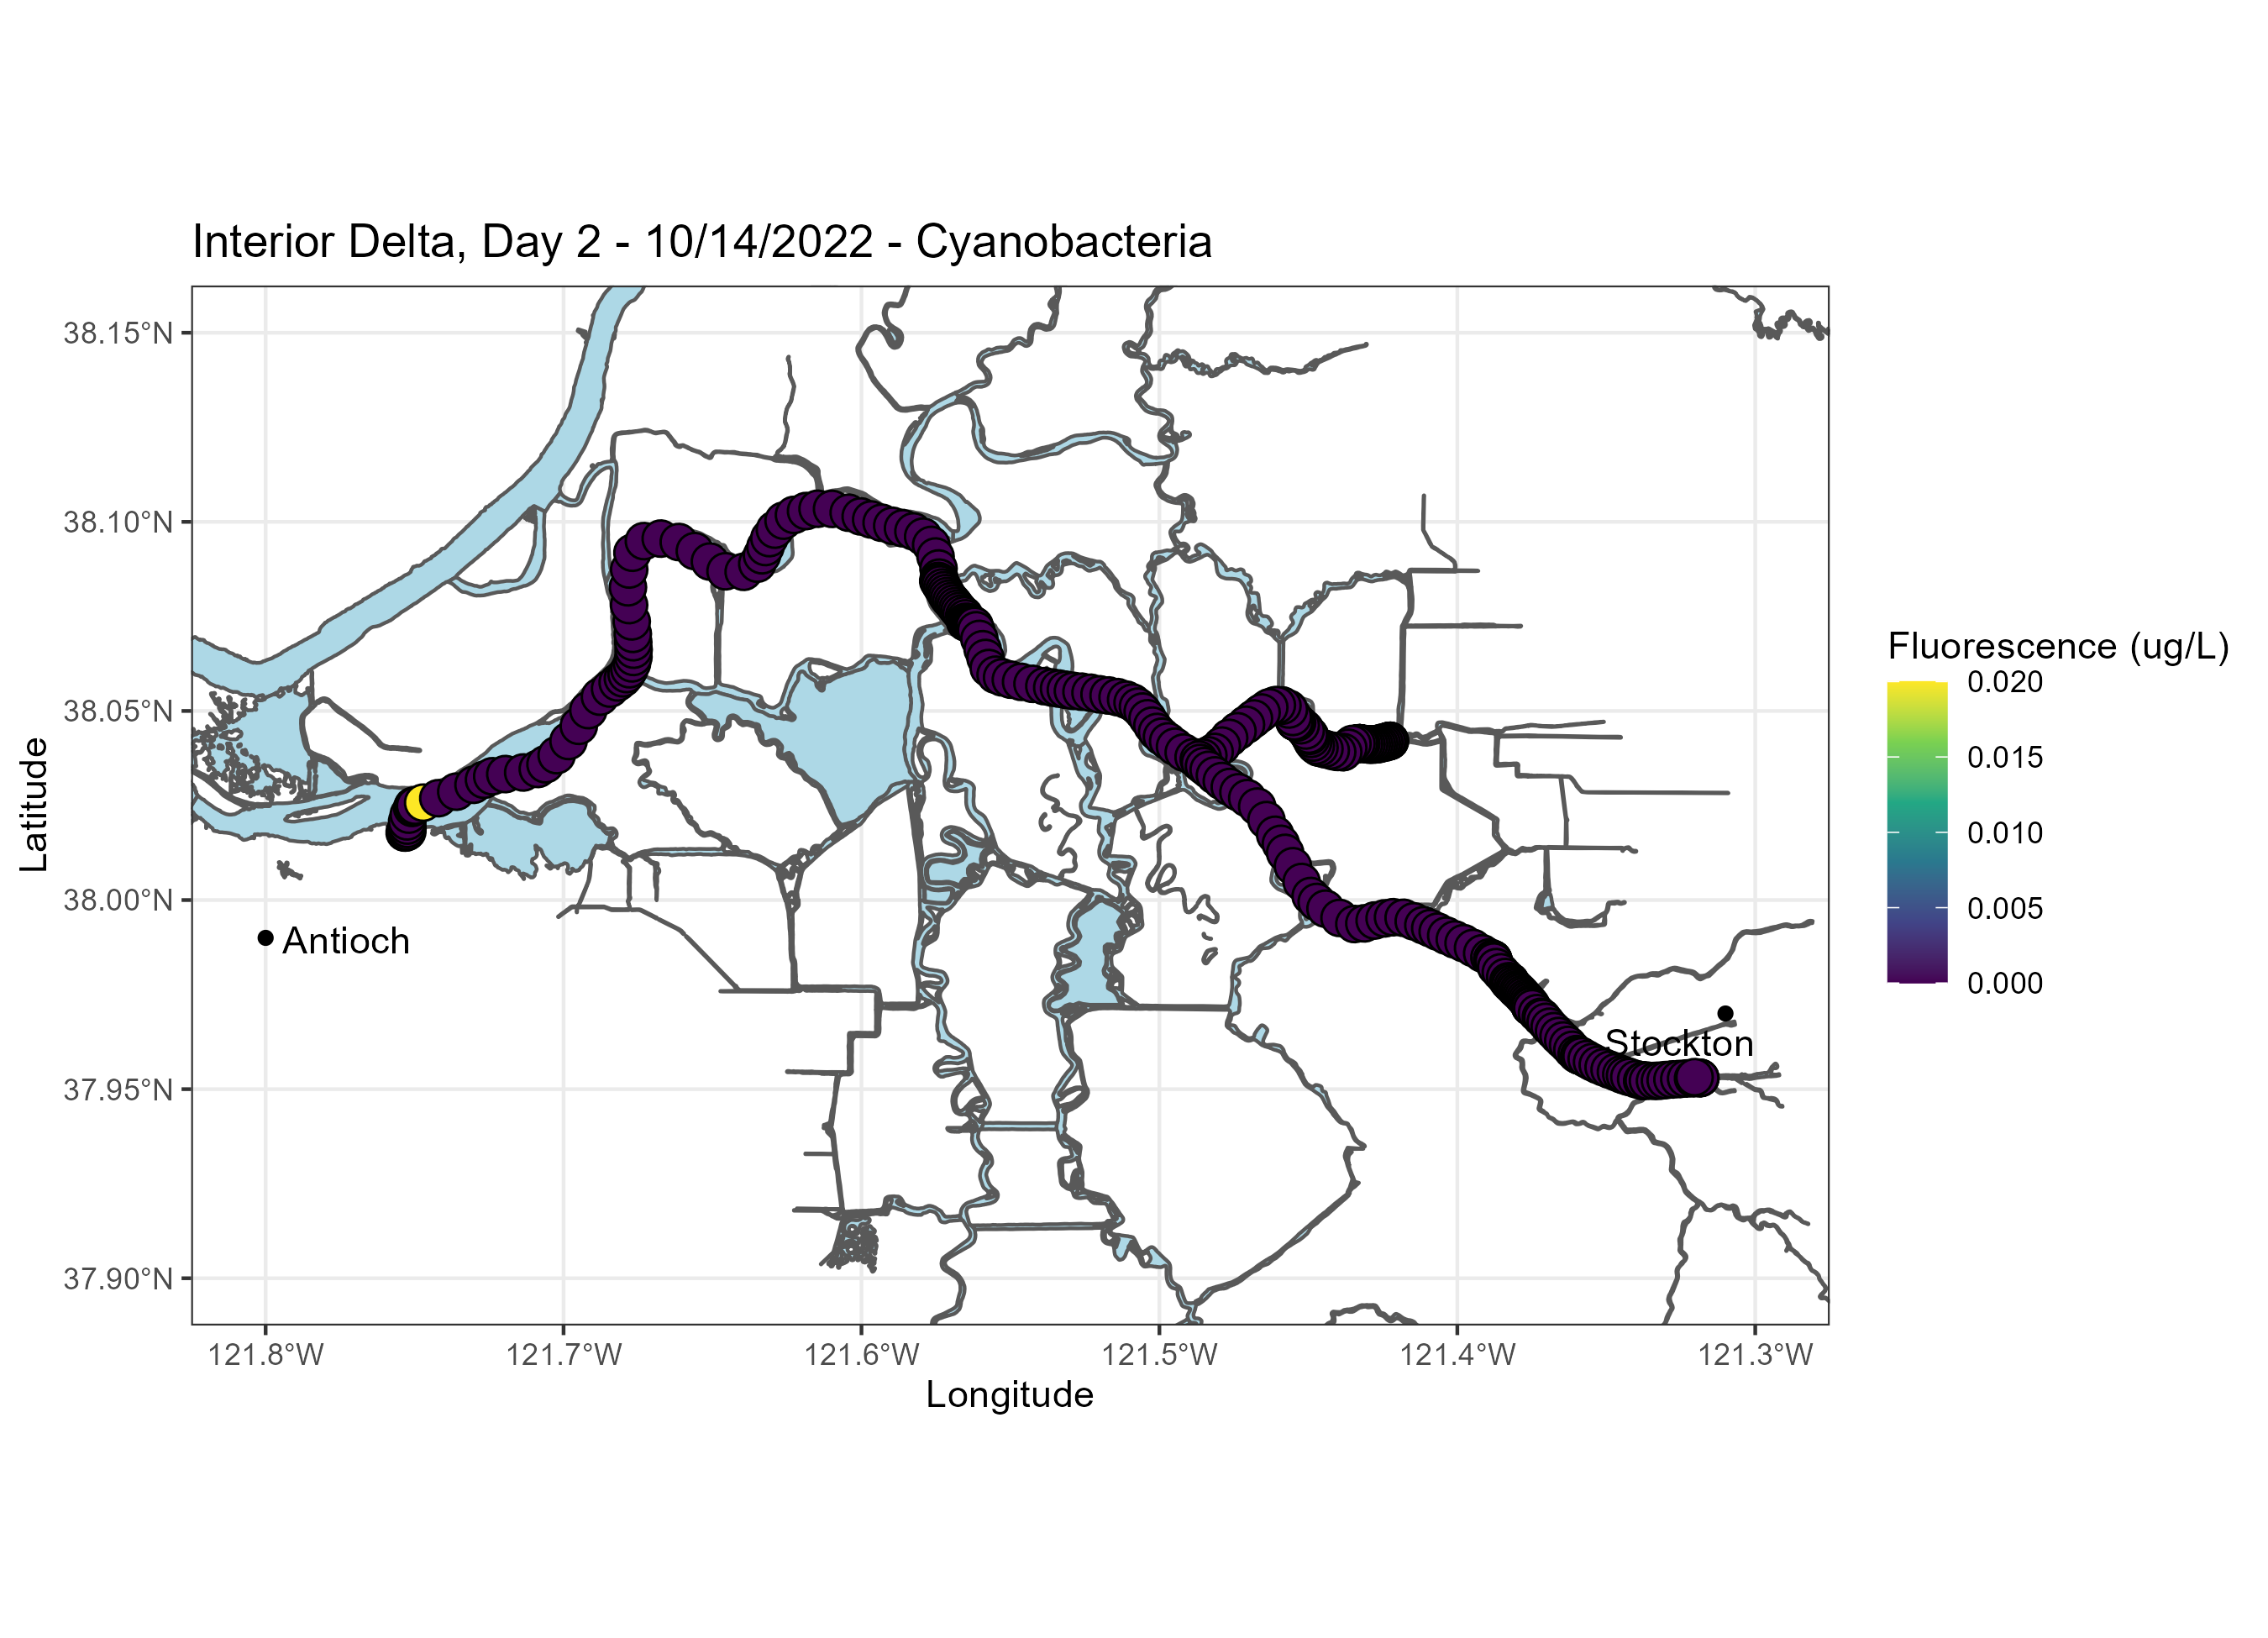 Interior Delta, Day 2 - 10/14/2022 - Cyanobacteria
38.15°N
38.10°N
38.05°N
38.00°N
37.95°N
37.90°N
Latitude
Antioch
Stockton
121.8°W
121.7°W
121.6°W
121.5°W
121.4°W
121.3°W
Longitude
Fluorescence (ug/L)
0.020
0.015
0.010
0.005
0.000